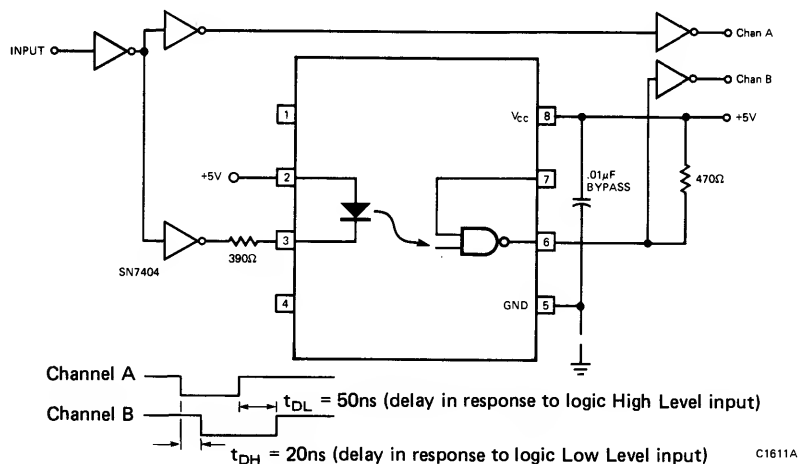 INPUT
Chan A
Chan B
1
VCC 8
+5V
+5V 2
7
.01μF
BYPASS
470Ω
3
6
SN7404
390Ω
4
GND 5
Channel A
tDL = 50ns (delay in response to logic High Level input)
Channel B
tDH = 20ns (delay in response to logic Low Level input)
C1611A